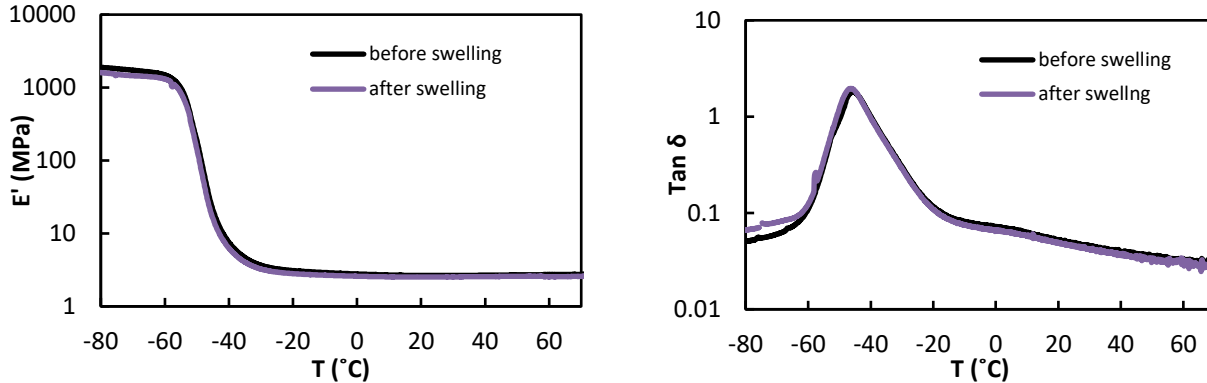 10000
1000
100
10
1
E' (MPa)
-80 -60 -40 -20 0 20 40 60
T (˚C)
before swelling
after swelling
10
1
0.1
0.01
Tan δ
-80 -60 -40 -20 0 20 40 60
T (˚C)
before swelling
after swellng